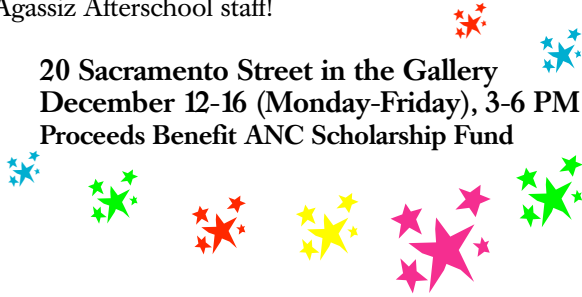 Agassiz Afterschool staff!
20 Sacramento Street in the Gallery
December 12-16 (Monday-Friday), 3-6 PM
Proceeds Benefit ANC Scholarship Fund